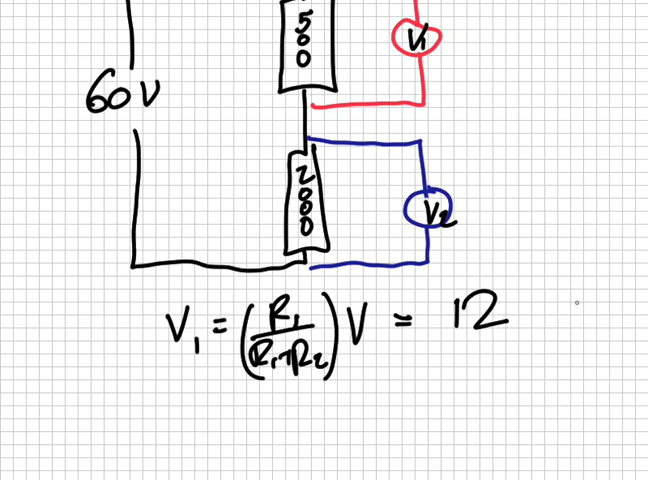 500
V1
60V
2000
V2
V₁ = (R₁/(R₁+R₂)) V = 12